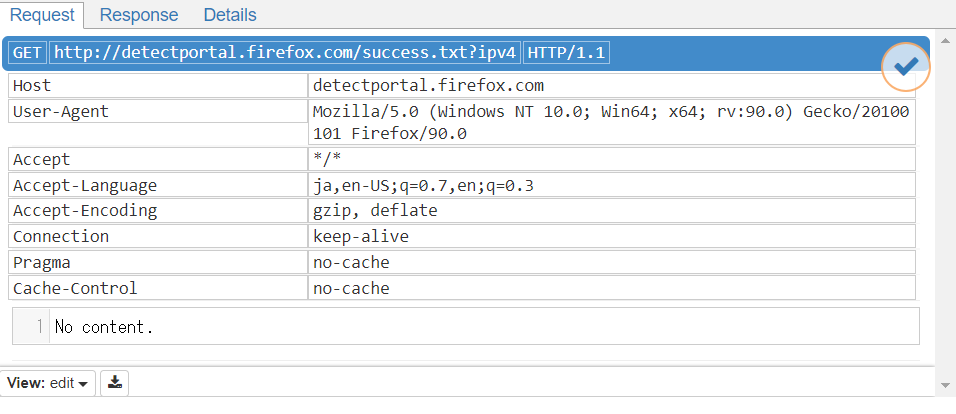 Request Response Details
GET http://detectportal.firefox.com/success.txt?ipv4 HTTP/1.1
Host detectportal.firefox.com
User-Agent Mozilla/5.0 (Windows NT 10.0; Win64; x64; rv:90.0) Gecko/20100
101 Firefox/90.0
Accept */*
Accept-Language ja,en-US;q=0.7,en;q=0.3
Accept-Encoding gzip, deflate
Connection keep-alive
Pragma no-cache
Cache-Control no-cache
1 No content.
View: edit